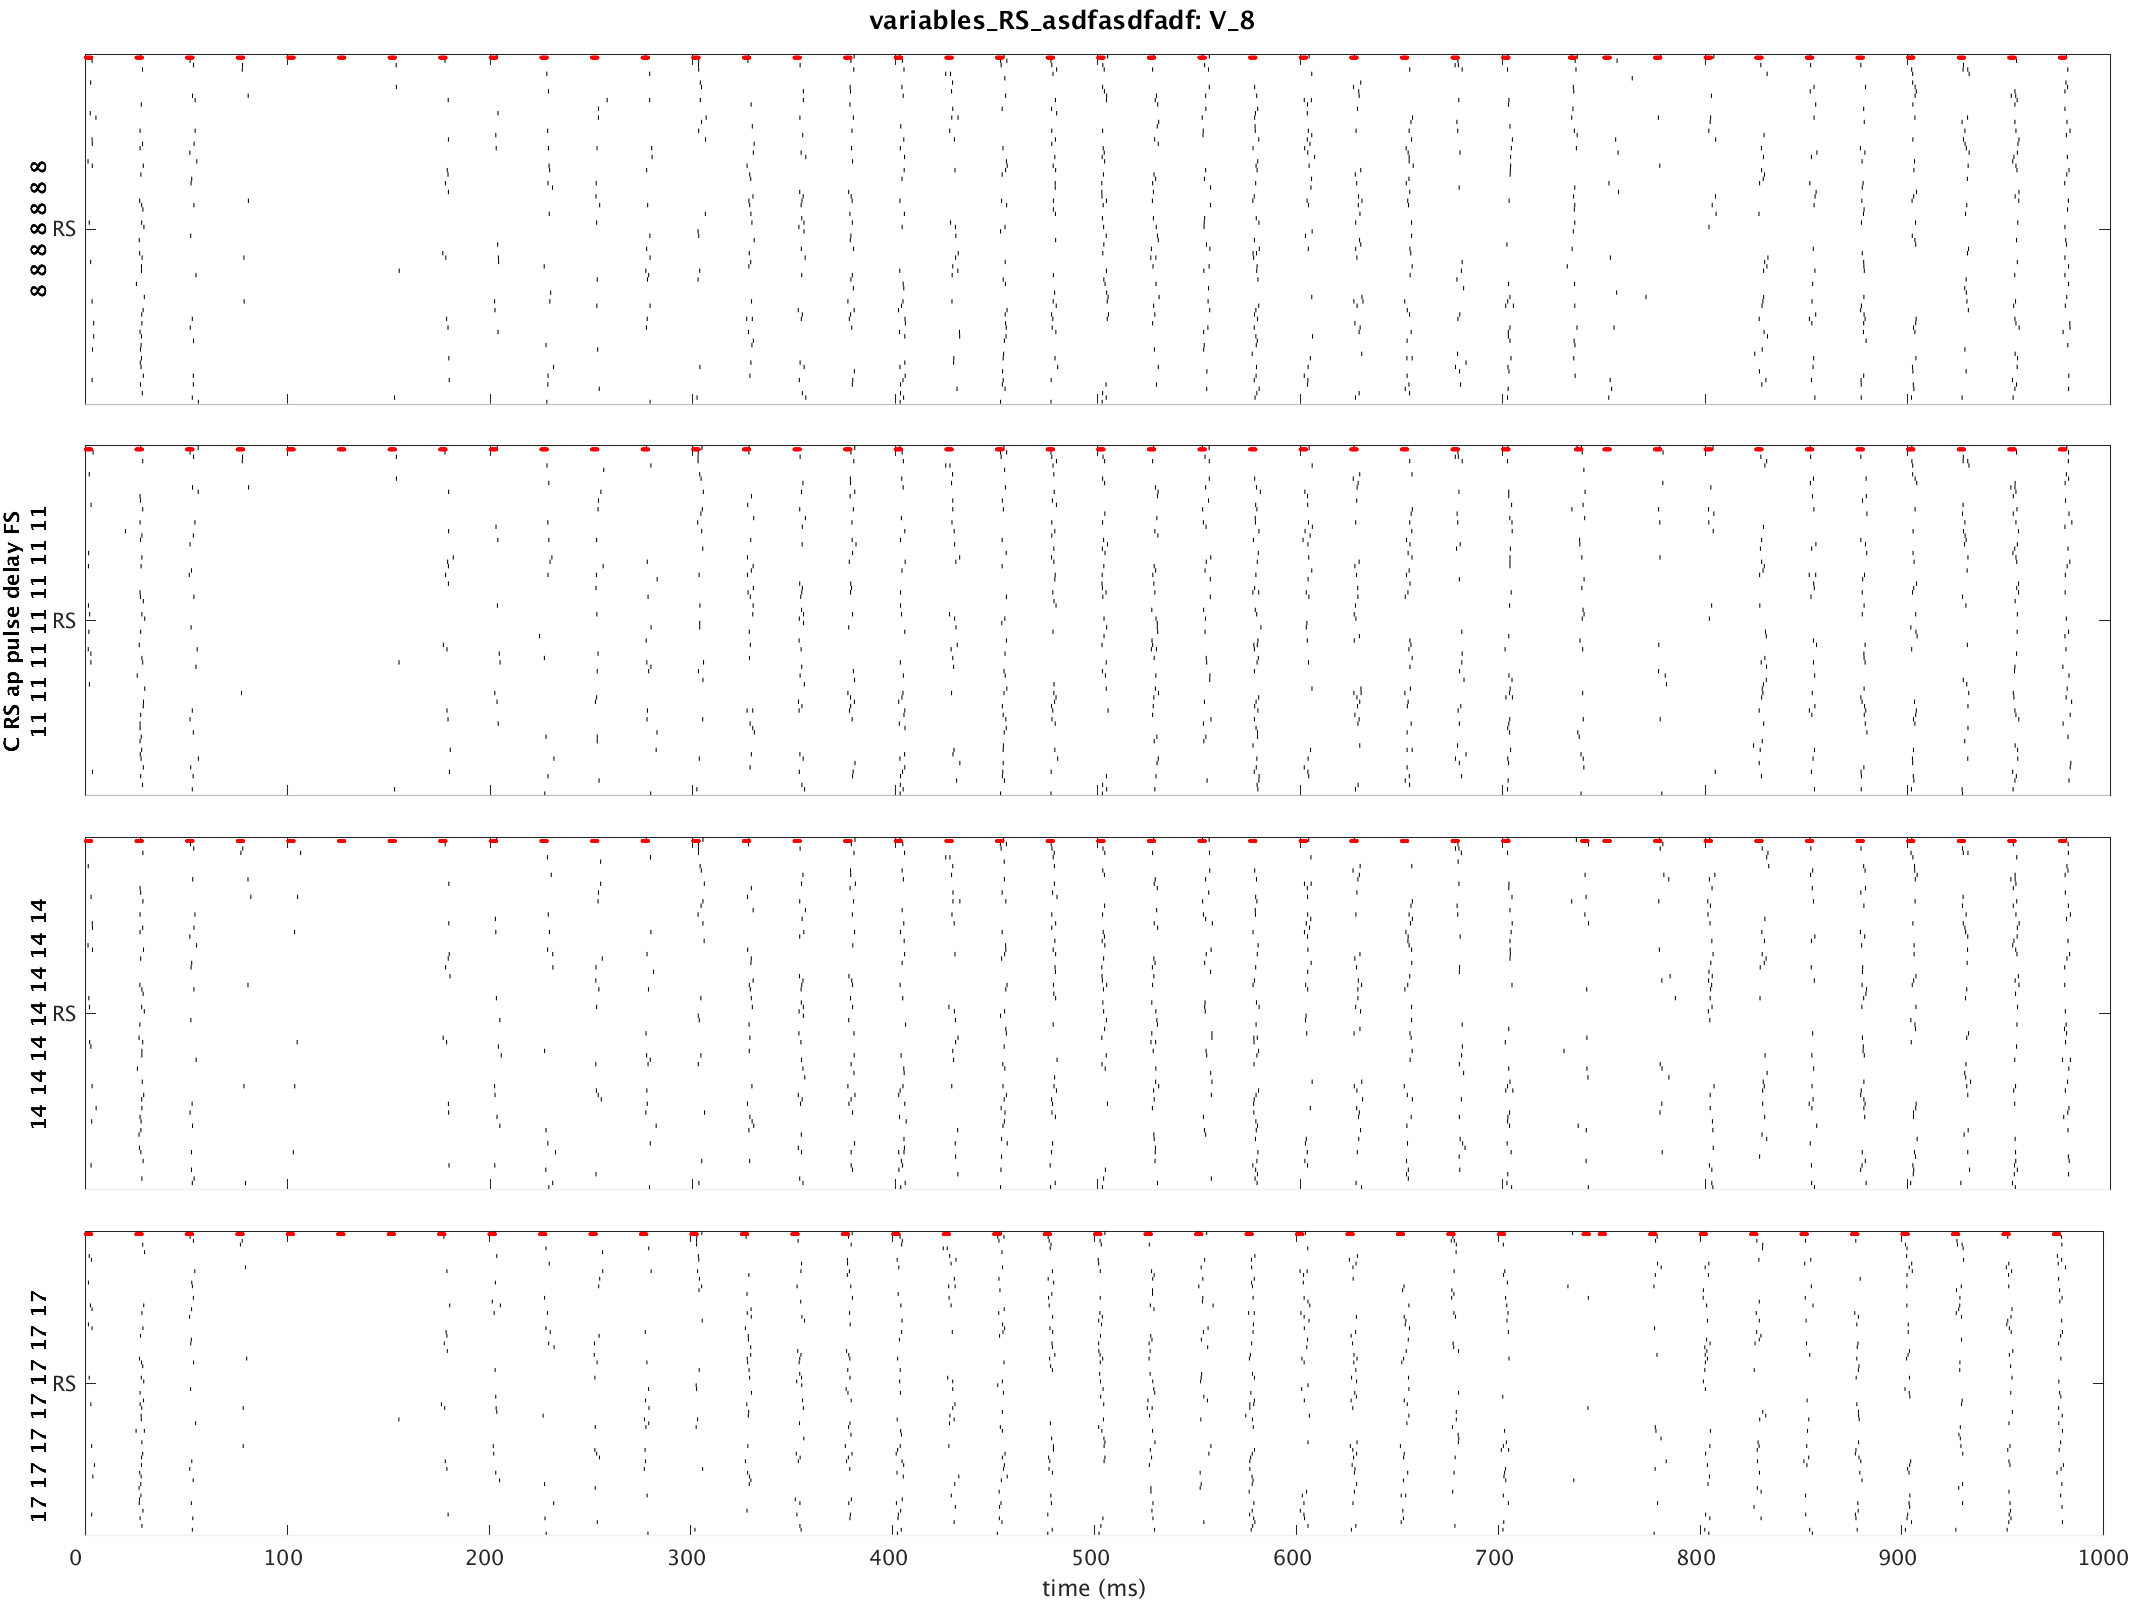 variables_RS_asdfasdfadf: V_8
C RS ap pulse delay FS
8 8 8 8 8 8 8
RS
11 11 11 11 11 11 11
RS
14 14 14 14 14 14 14
RS
17 17 17 17 17 17 17
RS
0 100 200 300 400 500 600 700 800 900 1000
time (ms)